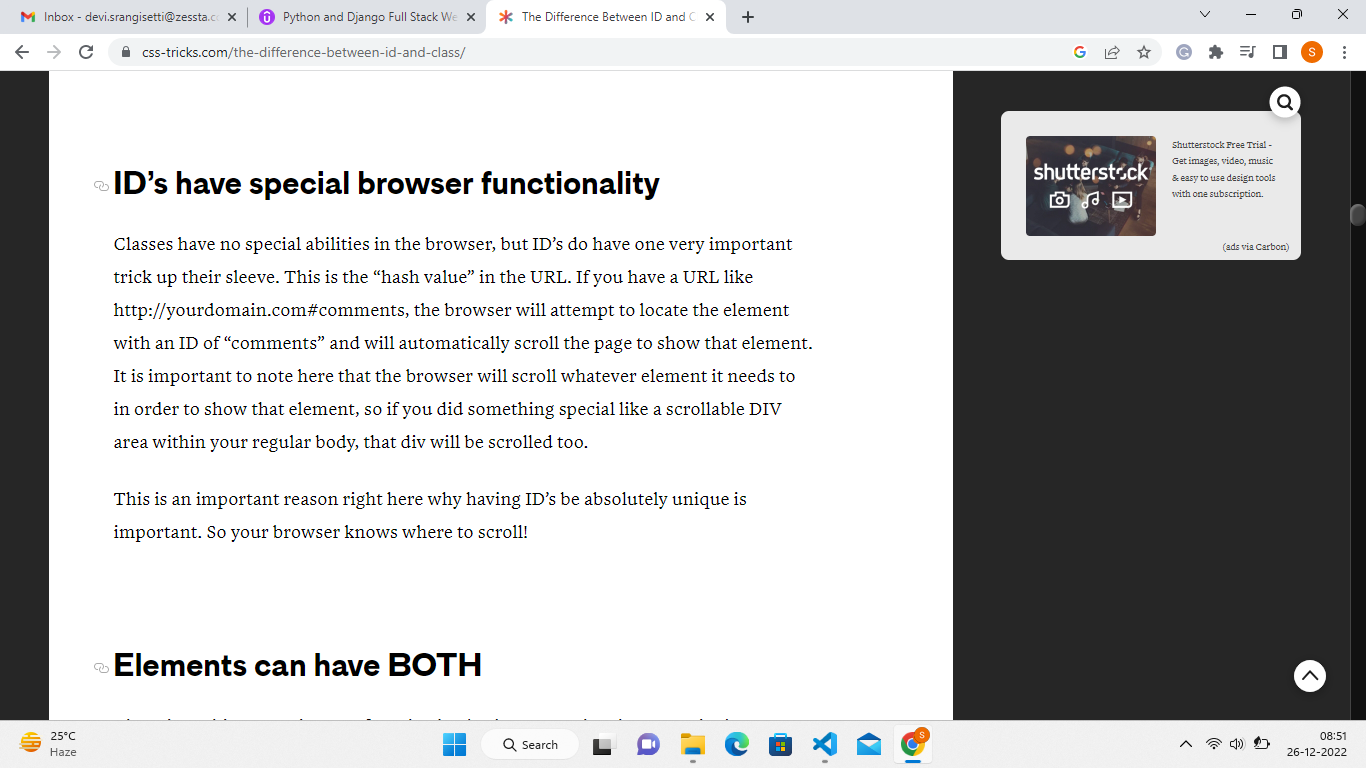 Inbox - devi.srangisetti@zessta.c
Python and Django Full Stack We
The Difference Between ID and C
css-tricks.com/the-difference-between-id-and-class/
S
ID’s have special browser functionality
Classes have no special abilities in the browser, but ID’s do have one very important
trick up their sleeve. This is the “hash value” in the URL. If you have a URL like
http://yourdomain.com#comments, the browser will attempt to locate the element
with an ID of “comments” and will automatically scroll the page to show that element.
It is important to note here that the browser will scroll whatever element it needs to
in order to show that element, so if you did something special like a scrollable DIV
area within your regular body, that div will be scrolled too.
This is an important reason right here why having ID’s be absolutely unique is
important. So your browser knows where to scroll!
Elements can have BOTH
shutterstock
Shutterstock Free Trial -
Get images, video, music
& easy to use design tools
with one subscription.
(ads via Carbon)
25°C
Haze
Search
S
08:51
26-12-2022